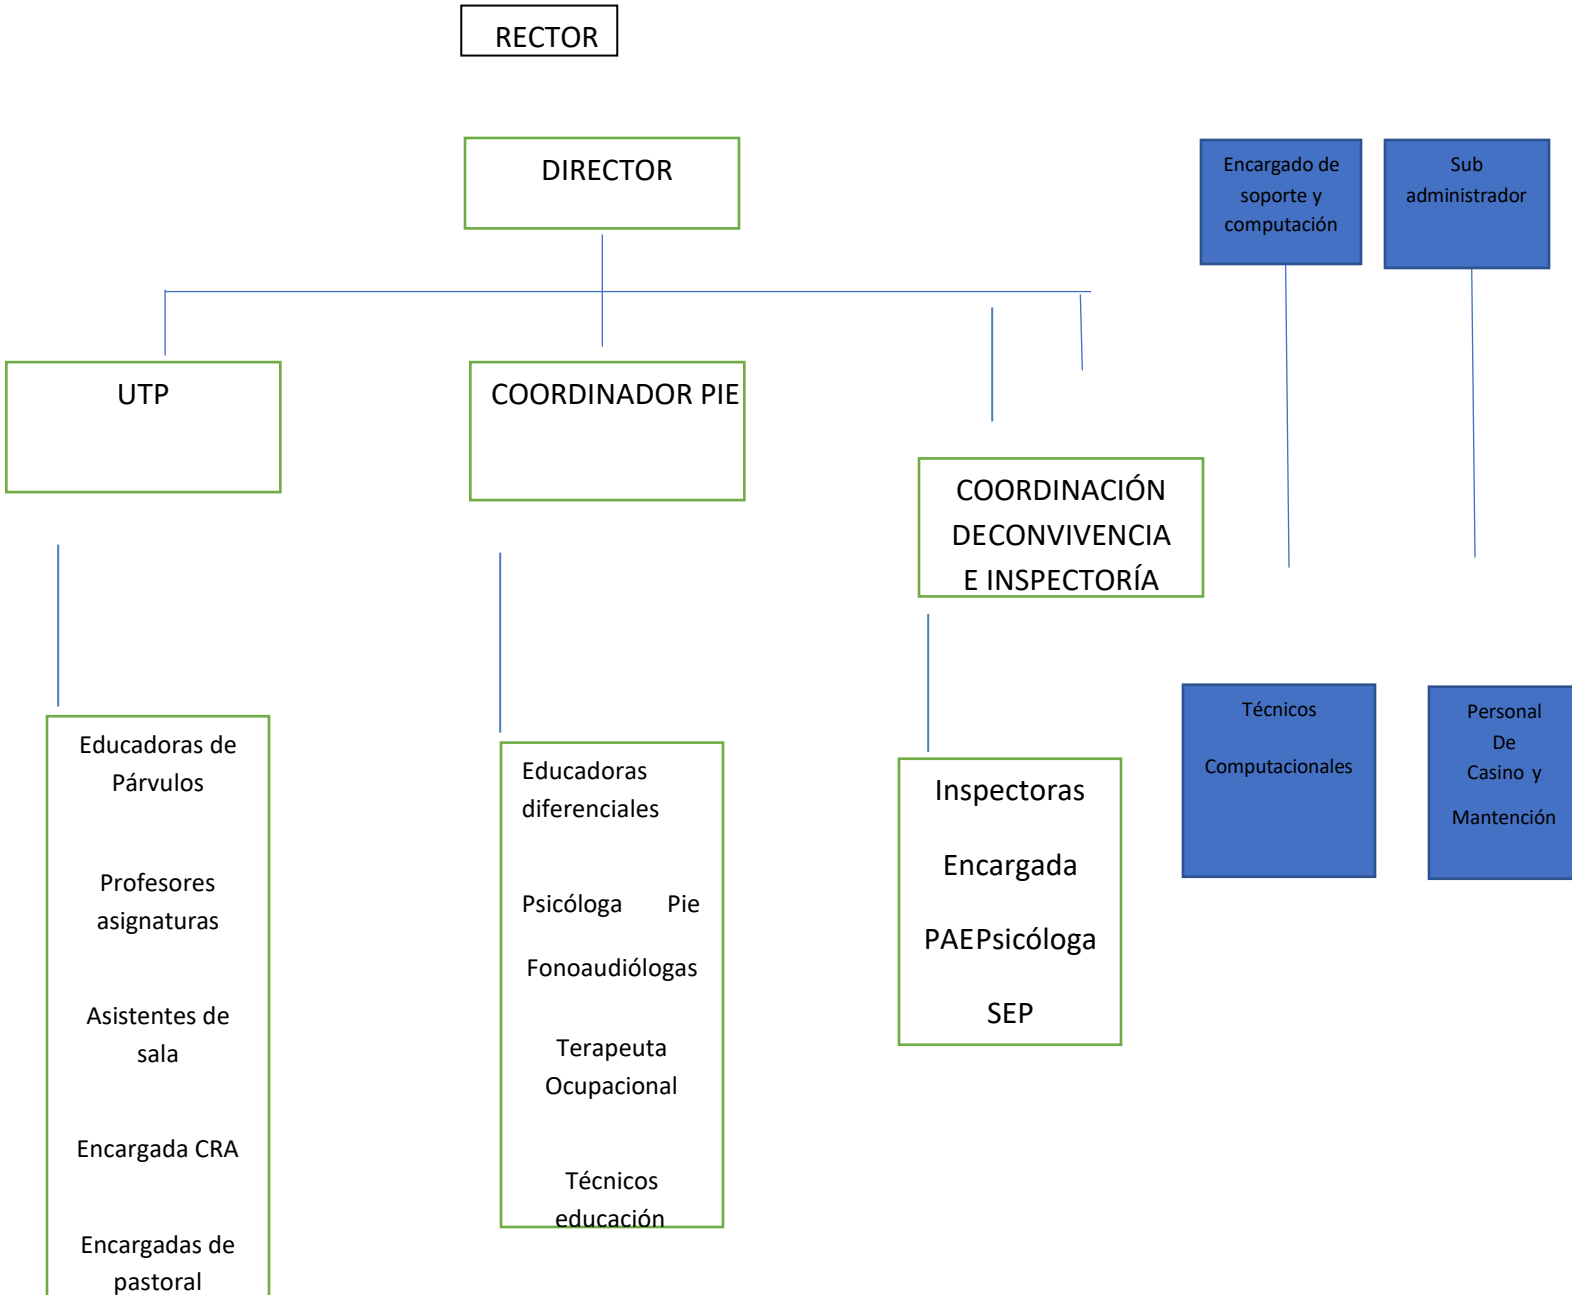 RECTOR
DIRECTOR
Encargado de
soporte y
computación
Sub
administrador
UTP
COORDINADOR PIE
COORDINACIÓN
DECONVIVENCIA
E INSPECTORÍA
Educadoras de
Párvulos
Profesores
asignaturas
Asistentes de
sala
Encargada CRA
Encargadas de
pastoral
Educadoras
diferenciales
Psicóloga Pie
Fonoaudiólogas
Terapeuta
Ocupacional
Técnicos
educación
Inspectoras
Encargada
PAEPsicóloga
SEP
Técnicos
Computacionales
Personal
De
Casino y
Mantención